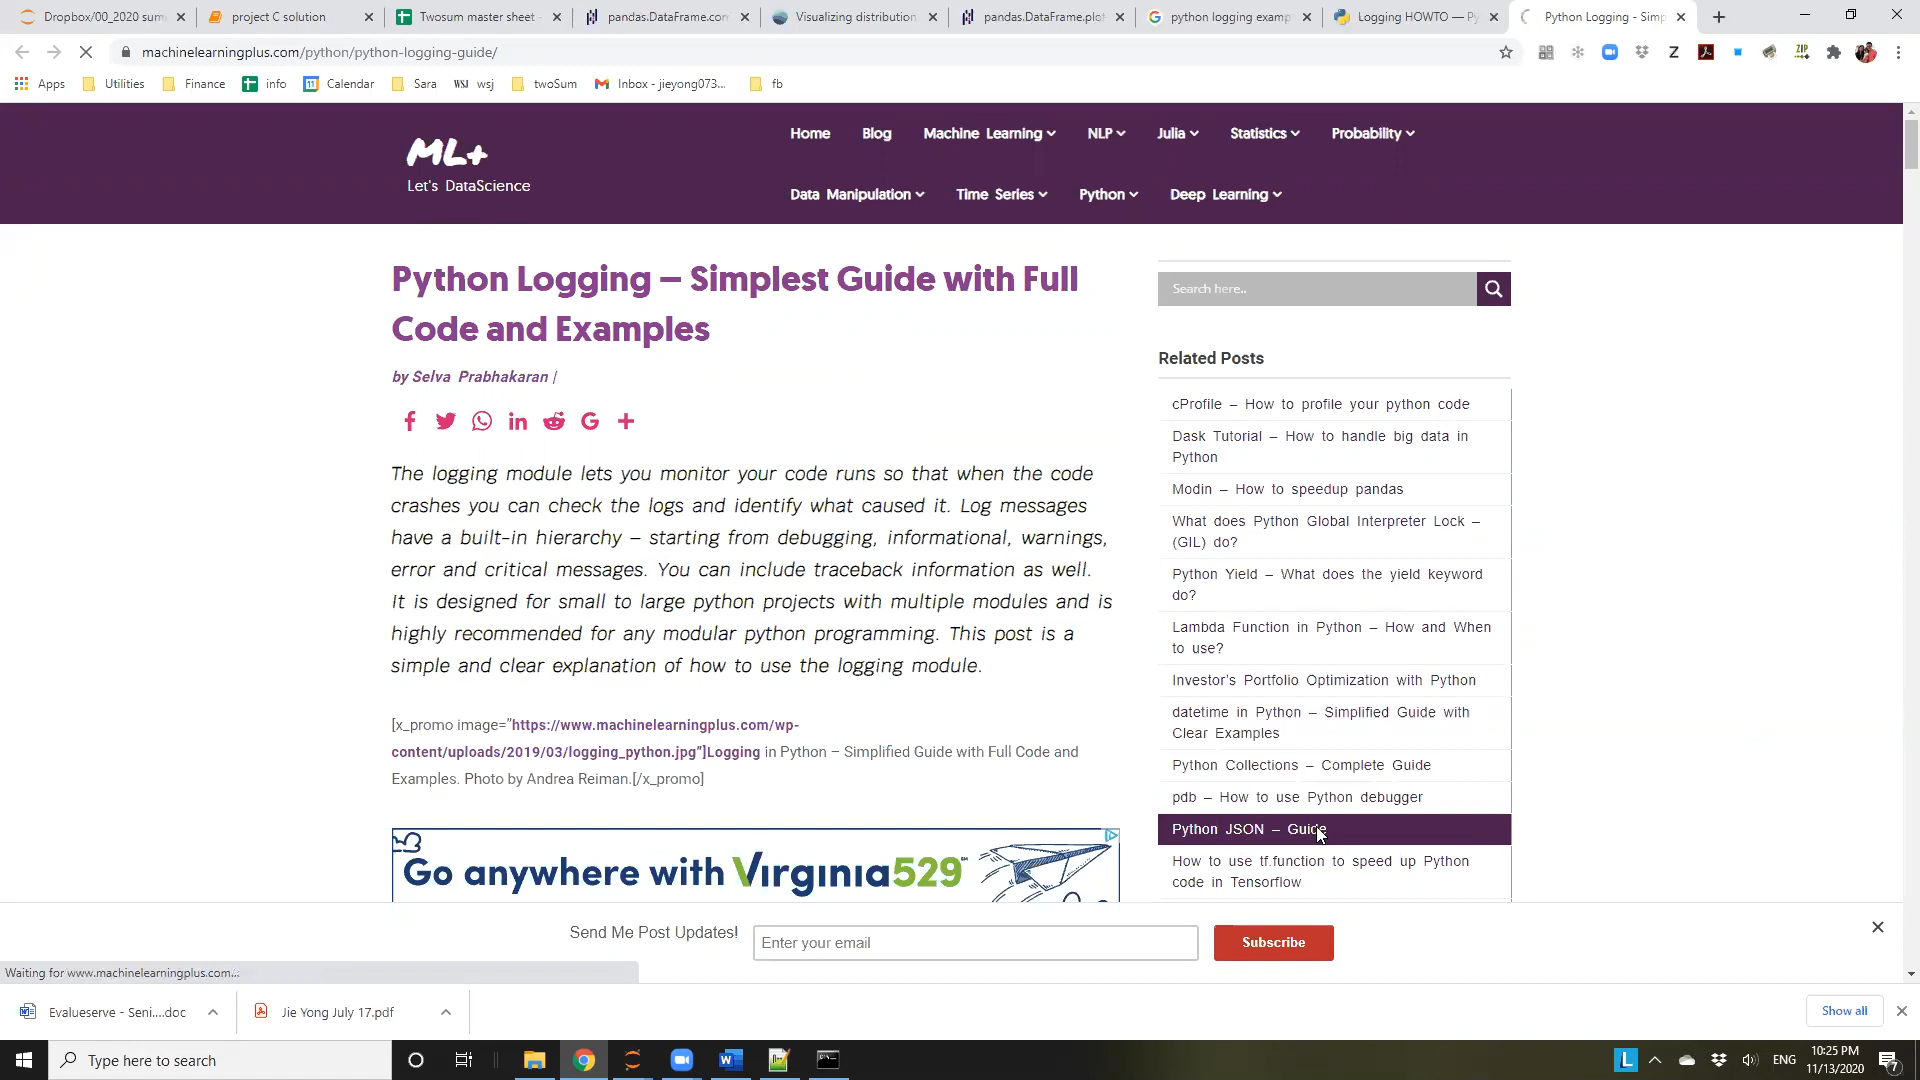 Dropbox/00_2020 sum
project C solution
Twosum master sheet -
pandas.DataFrame.con
Visualizing distribution
pandas.DataFrame.plot
python logging examp
Logging HOWTO — Py
Python Logging - Simp
machinelearningplus.com/python/python-logging-guide/
Apps
Utilities
Finance
info
Calendar
Sara
WSJ wsj
twoSum
Inbox - jieyong073...
fb
ML+
Let's DataScience
Home
Blog
Machine Learning
NLP
Julia
Statistics
Probability
Data Manipulation
Time Series
Python
Deep Learning
Python Logging – Simplest Guide with Full
Code and Examples
by Selva Prabhakaran |
The logging module lets you monitor your code runs so that when the code
crashes you can check the logs and identify what caused it. Log messages
have a built-in hierarchy – starting from debugging, informational, warnings,
error and critical messages. You can include traceback information as well.
It is designed for small to large python projects with multiple modules and is
highly recommended for any modular python programming. This post is a
simple and clear explanation of how to use the logging module.
[x_promo image="https://www.machinelearningplus.com/wp-
content/uploads/2019/03/logging_python.jpg"]Logging in Python – Simplified Guide with Full Code and
Examples. Photo by Andrea Reiman.[/x_promo]
Go anywhere with Virginia529
Search here..
Related Posts
cProfile – How to profile your python code
Dask Tutorial – How to handle big data in
Python
Modin – How to speedup pandas
What does Python Global Interpreter Lock –
(GIL) do?
Python Yield – What does the yield keyword
do?
Lambda Function in Python – How and When
to use?
Investor's Portfolio Optimization with Python
datetime in Python – Simplified Guide with
Clear Examples
Python Collections – Complete Guide
pdb – How to use Python debugger
Python JSON – Guide
How to use tf.function to speed up Python
code in Tensorflow
Send Me Post Updates!
Enter your email
Subscribe
Waiting for www.machinelearningplus.com...
Evalueserve - Seni....doc
Jie Yong July 17.pdf
Show all
Type here to search
L
ENG
10:25 PM
11/13/2020
7